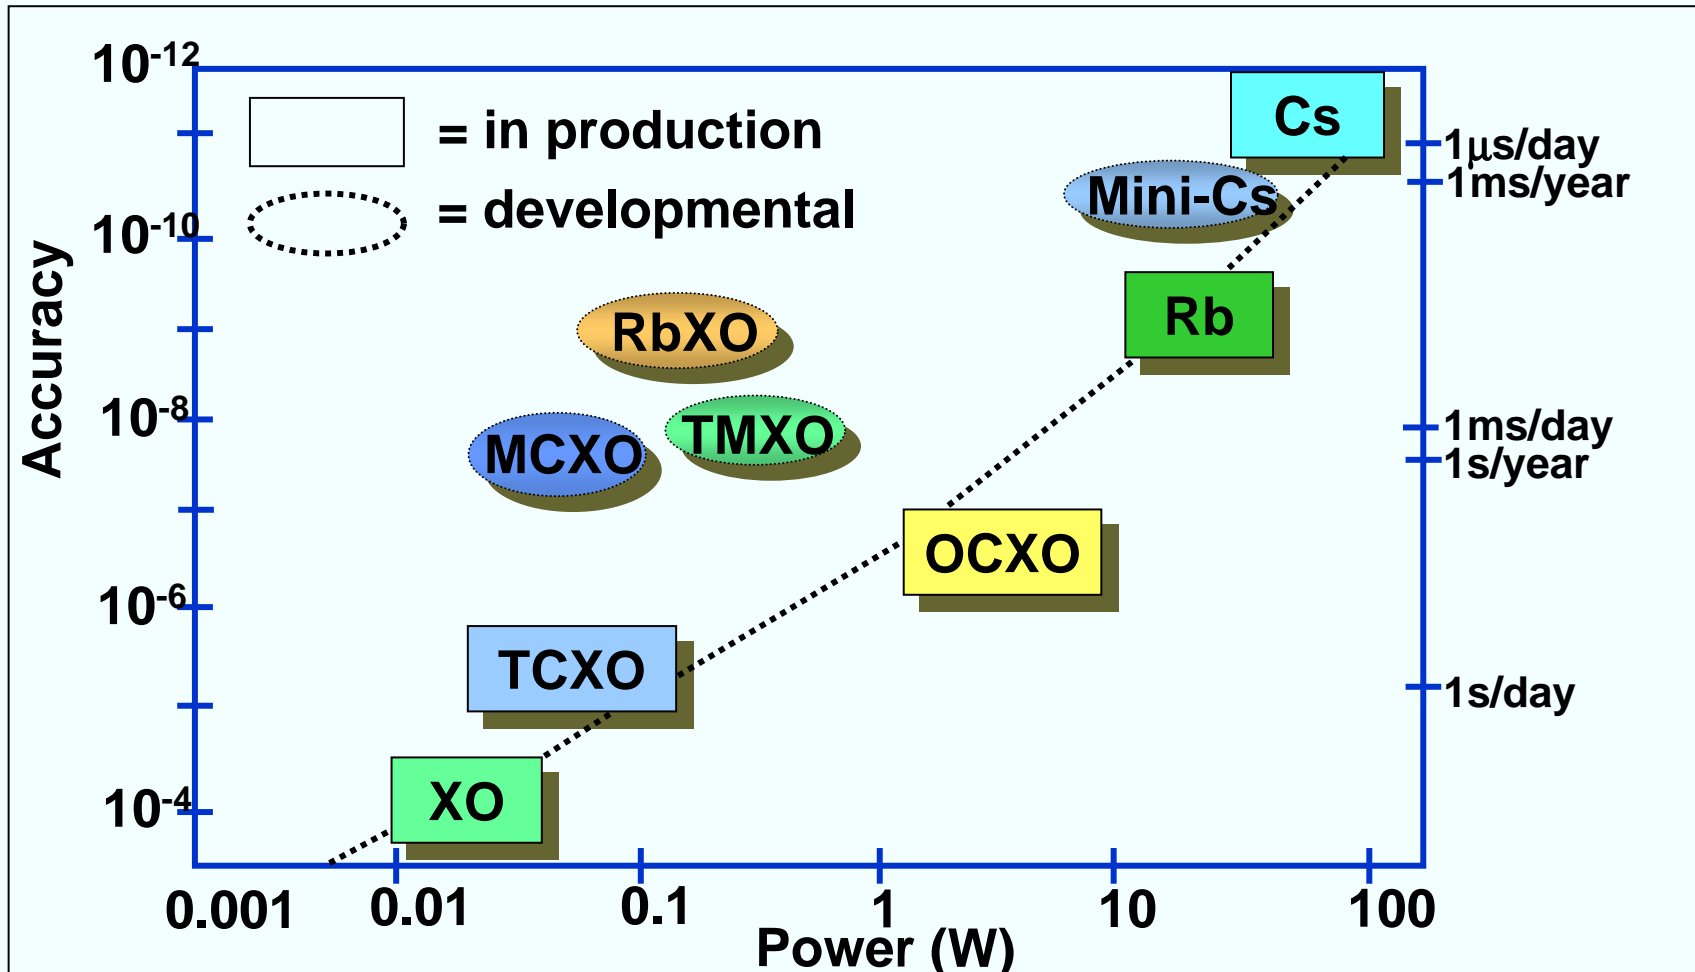 10-12
= in production
= developmental
10-10
10-8
10-6
10-4
Accuracy
Cs
Mini-Cs
Rb
RbXO
TMXO
MCXO
OCXO
TCXO
XO
1μs/day
1ms/year
1ms/day
1s/year
1s/day
0.001 0.01 0.1 1 10 100
Power (W)